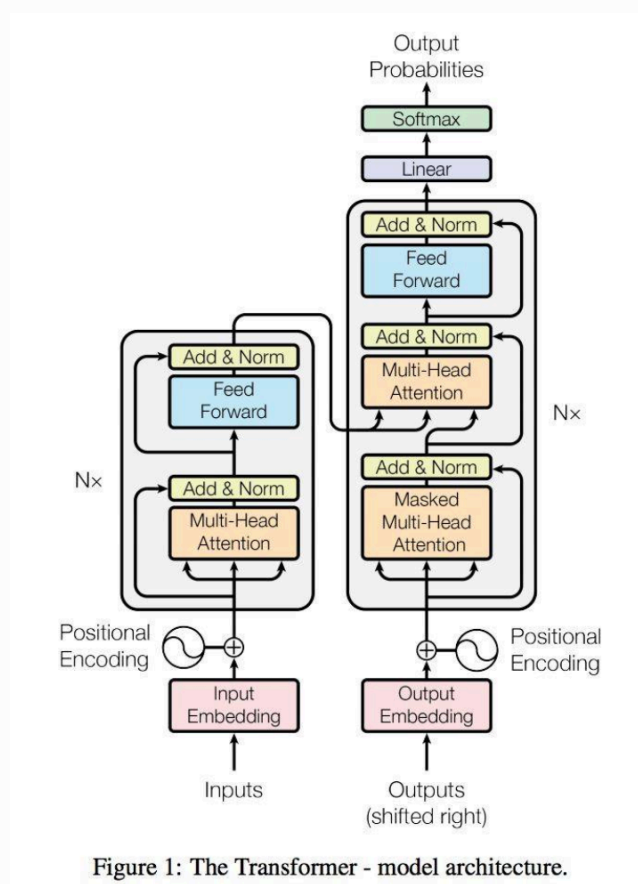 Output
Probabilities
Softmax
Linear
Add & Norm
Feed
Forward
Add & Norm
Multi-Head
Attention
Add & Norm
Masked
Multi-Head
Attention
N×
Add & Norm
Feed
Forward
Add & Norm
Multi-Head
Attention
N×
Positional
Encoding
Positional
Encoding
Input
Embedding
Output
Embedding
Inputs
Outputs
(shifted right)
Figure 1: The Transformer - model architecture.